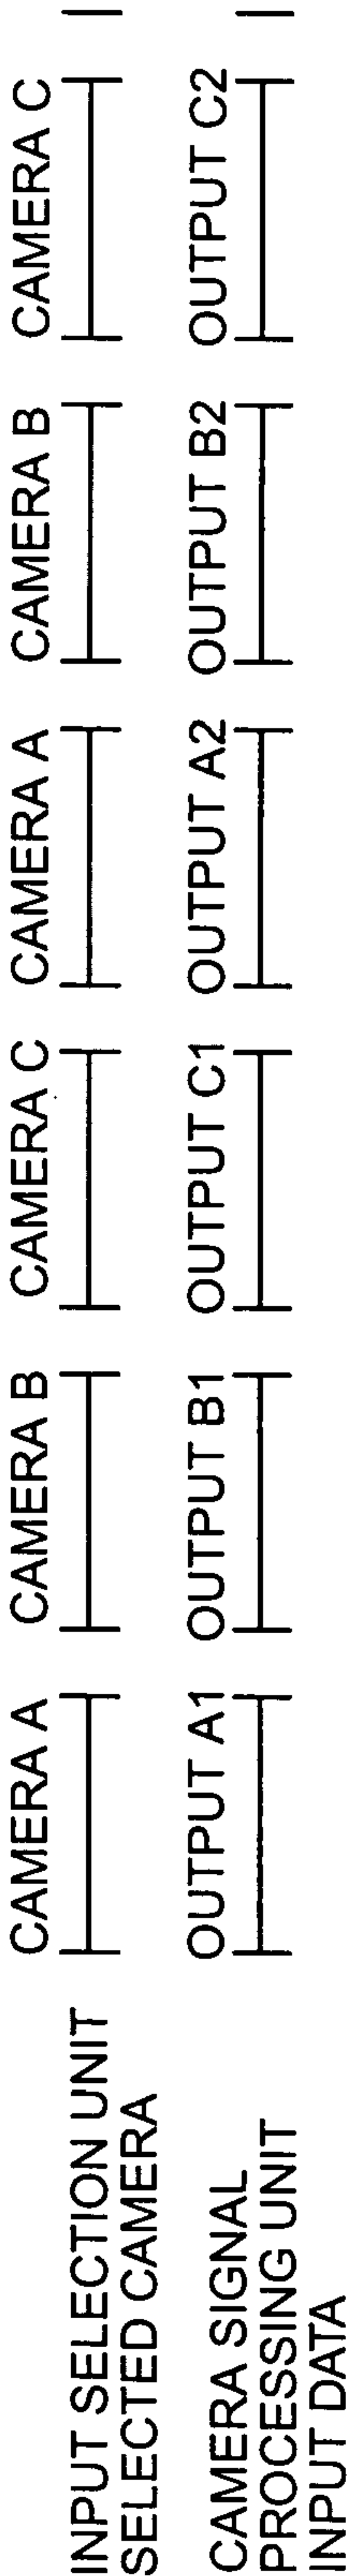 CAMERA A CAMERA B CAMERA C CAMERA A CAMERA B CAMERA C
INPUT SELECTION UNIT
SELECTED CAMERA
OUTPUT A1 OUTPUT B1 OUTPUT C1 OUTPUT A2 OUTPUT B2 OUTPUT C2
CAMERA SIGNAL
PROCESSING UNIT
INPUT DATA